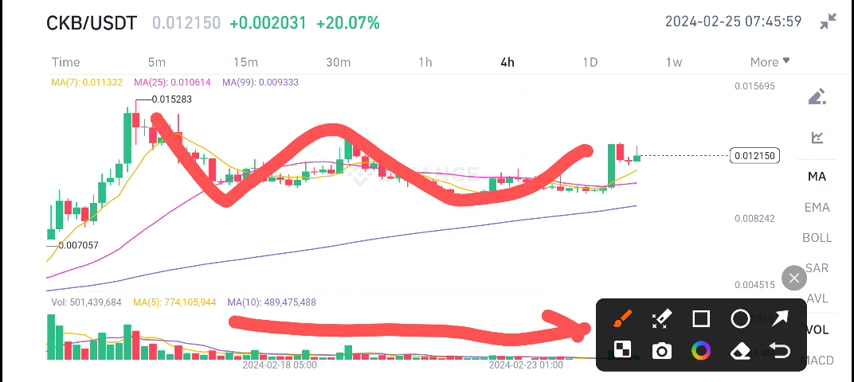 CKB/USDT 0.012150 +0.002031 +20.07% 2024-02-25 07:45:59
Time 5m 15m 30m 1h 4h 1D 1w More
MA(7): 0.011332 MA(25): 0.010614 MA(99): 0.009333
0.015695
0.015283
0.012150
MA
EMA
0.008242
BOLL
0.007057
SAR
0.004515
AVL
Vol: 501,439,684 MA(5): 774,105,944 MA(10): 489,475,488
VOL
MACD
2024-02-18 05:00 2024-02-23 01:00